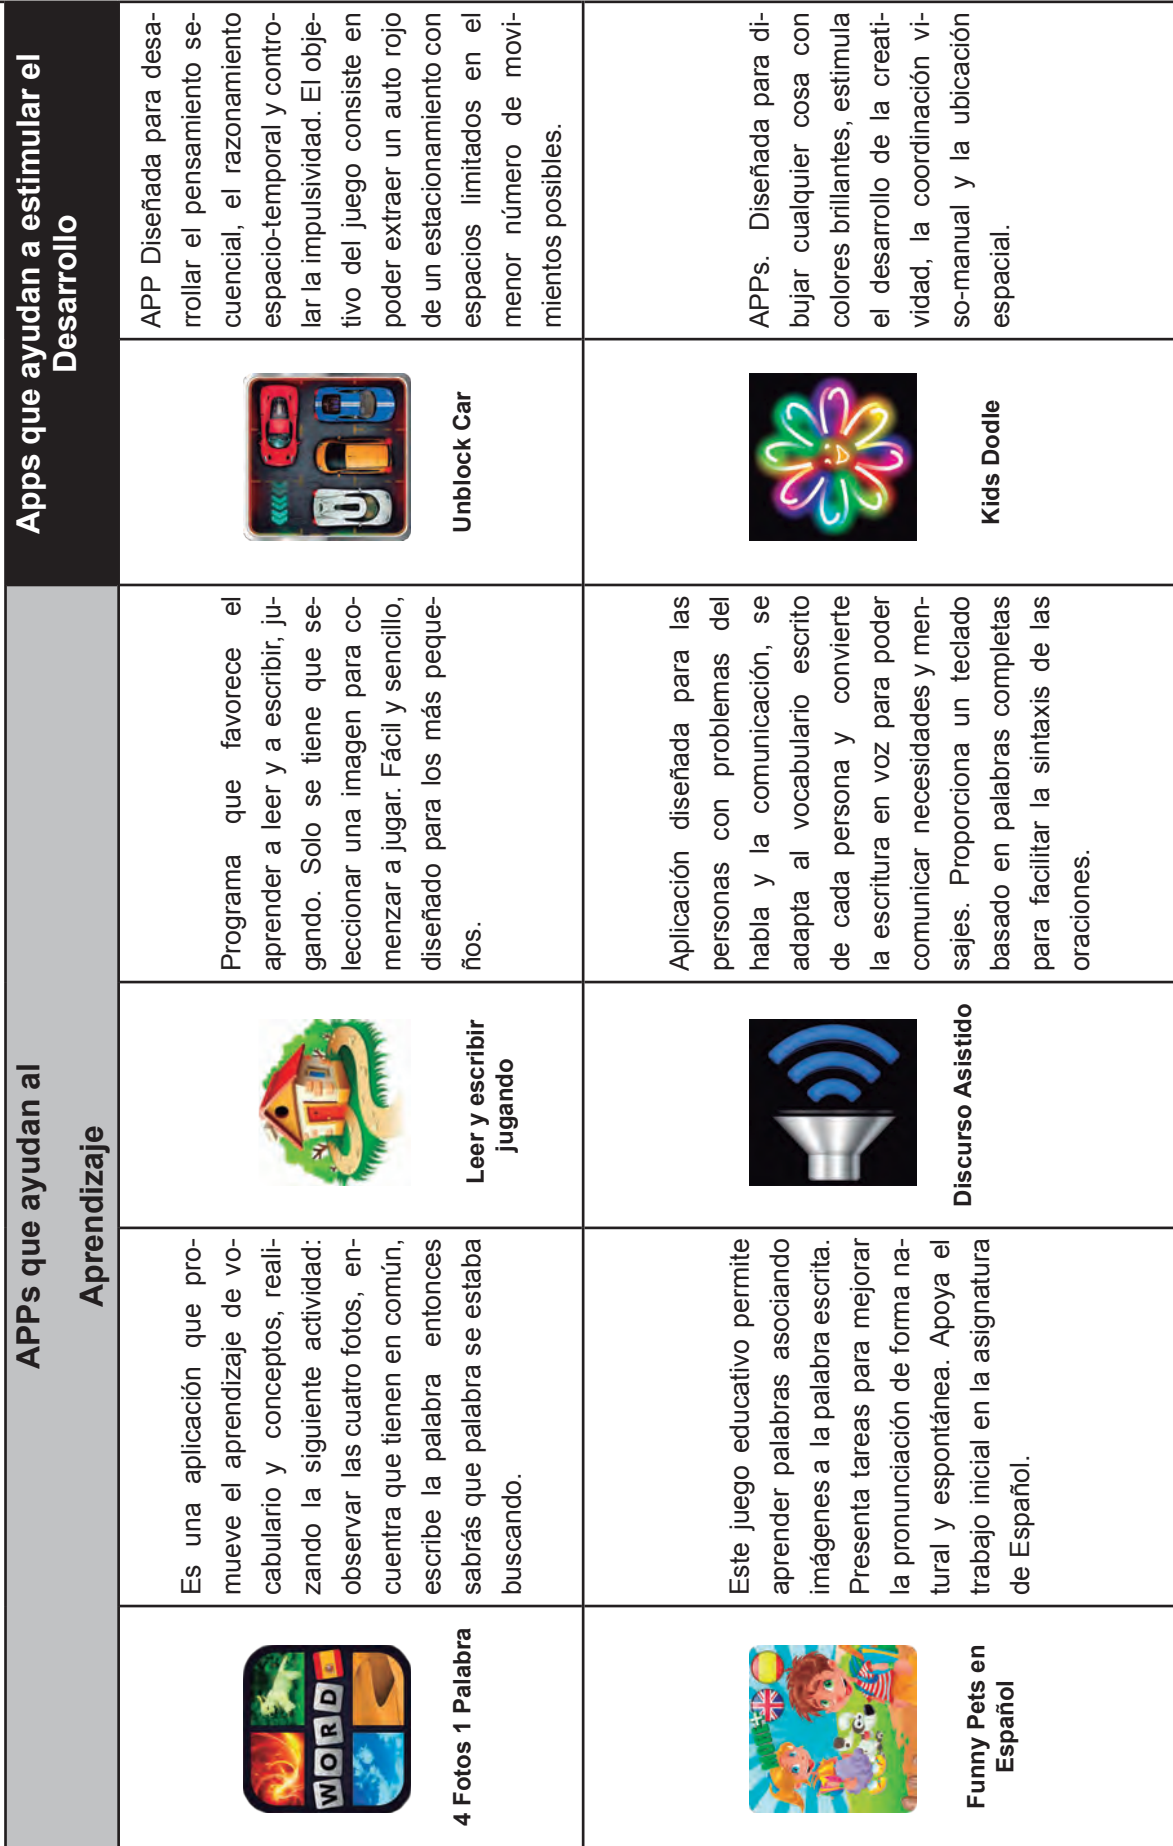 APPs que ayudan al
Aprendizaje
Apps que ayudan a estimular el
Desarrollo
WORD
4 Fotos 1 Palabra
Es una aplicación que pro-
mueve el aprendizaje de vo-
cabulario y conceptos, reali-
zando la siguiente actividad:
observar las cuatro fotos, en-
cuentra que tienen en común,
escribe la palabra entonces
sabrás que palabra se estaba
buscando.
Leer y escribir
jugando
Programa que favorece el
aprender a leer y a escribir, ju-
gando. Solo se tiene que se-
leccionar una imagen para co-
menzar a jugar. Fácil y sencillo,
diseñado para los más peque-
ños.
Unblock Car
APP Diseñada para desa-
rrollar el pensamiento se-
cuencial, el razonamiento
espacio-temporal y contro-
lar la impulsividad. El obje-
tivo del juego consiste en
poder extraer un auto rojo
de un estacionamiento con
espacios limitados en el
menor número de movi-
mientos posibles.
Funny Pets en
Español
Este juego educativo permite
aprender palabras asociando
imágenes a la palabra escrita.
Presenta tareas para mejorar
la pronunciación de forma na-
tural y espontánea. Apoya el
trabajo inicial en la asignatura
de Español.
Discurso Asistido
Aplicación diseñada para las
personas con problemas del
habla y la comunicación, se
adapta al vocabulario escrito
de cada persona y convierte
la escritura en voz para poder
comunicar necesidades y men-
sajes. Proporciona un teclado
basado en palabras completas
para facilitar la sintaxis de las
oraciones.
Kids Dodle
APPs. Diseñada para di-
bujar cualquier cosa con
colores brillantes, estimula
el desarrollo de la creati-
vidad, la coordinación vi-
so-manual y la ubicación
espacial.